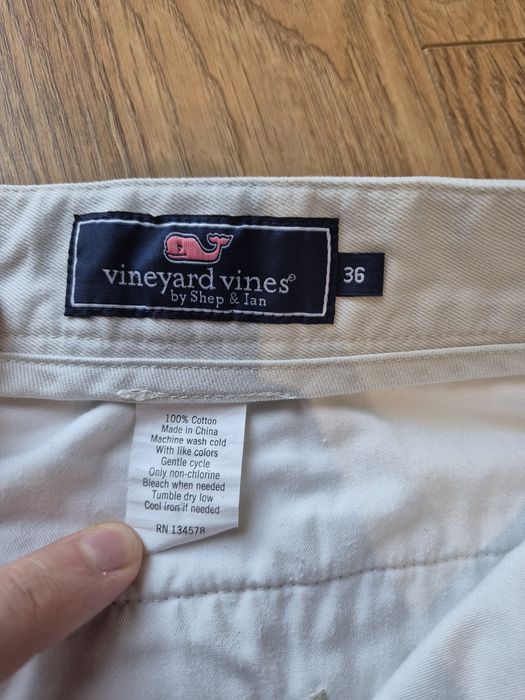 vineyard vines®
by Shep & Ian
36
100% Cotton
Made in China
Machine wash cold
With like colors
Gentle cycle
Only non-chlorine
Bleach when needed
Tumble dry low
Cool iron if needed
RN 134578